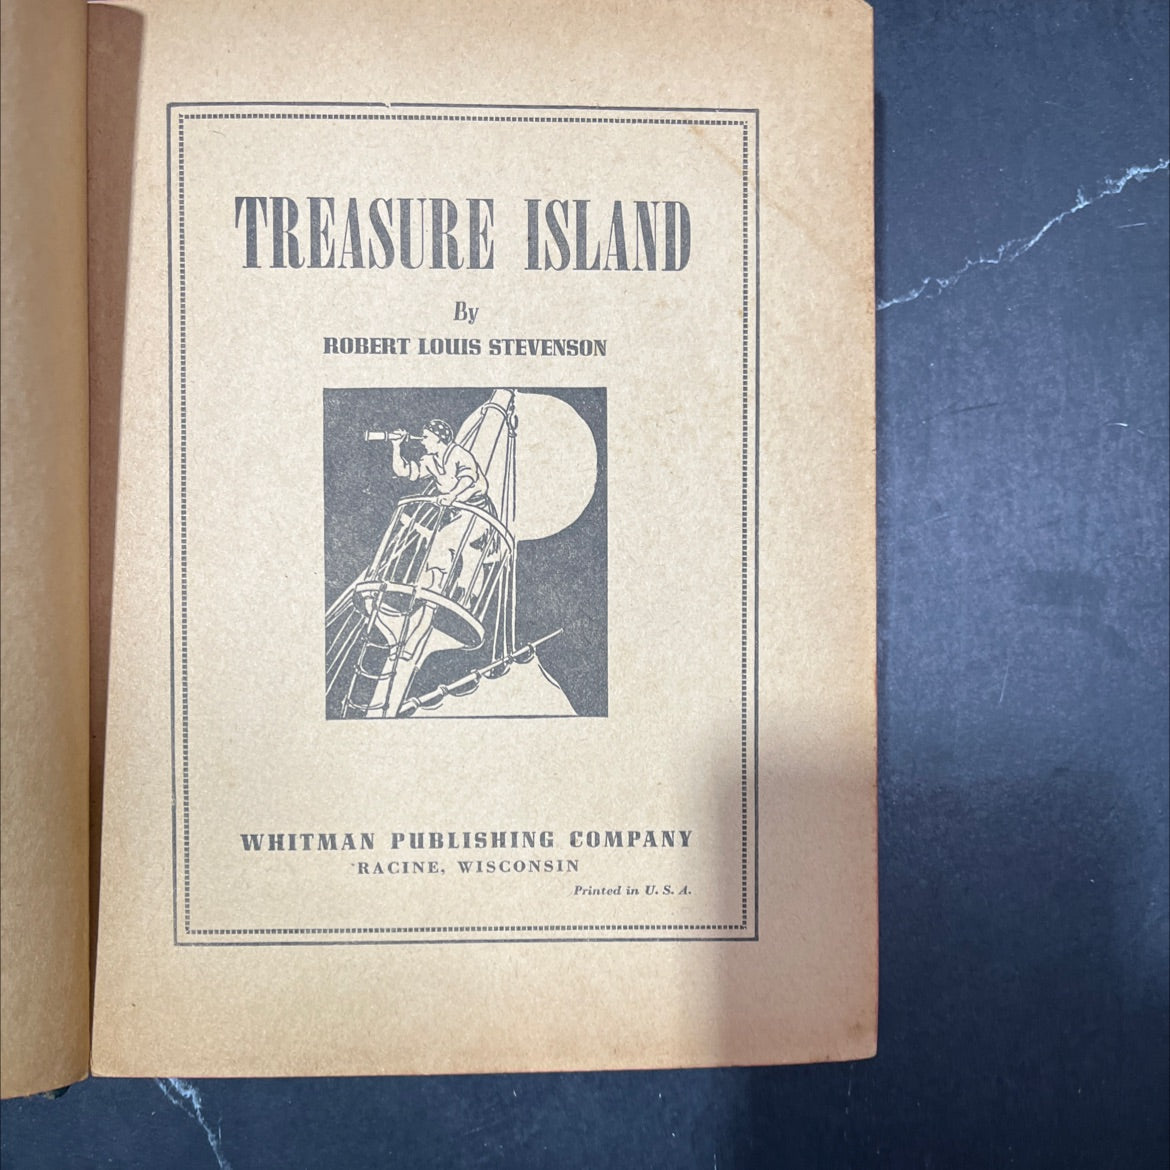 TREASURE ISLAND
By
ROBERT LOUIS STEVENSON
WHITMAN PUBLISHING COMPANY
RACINE, WISCONSIN
Printed in U. S. A.